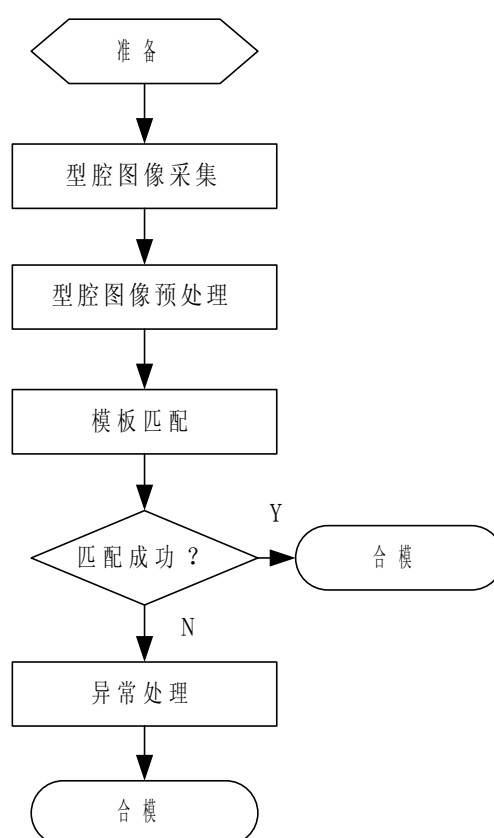 准备
型腔图像采集
型腔图像预处理
模板匹配
匹配成功？
Y
合模
N
异常处理
合模